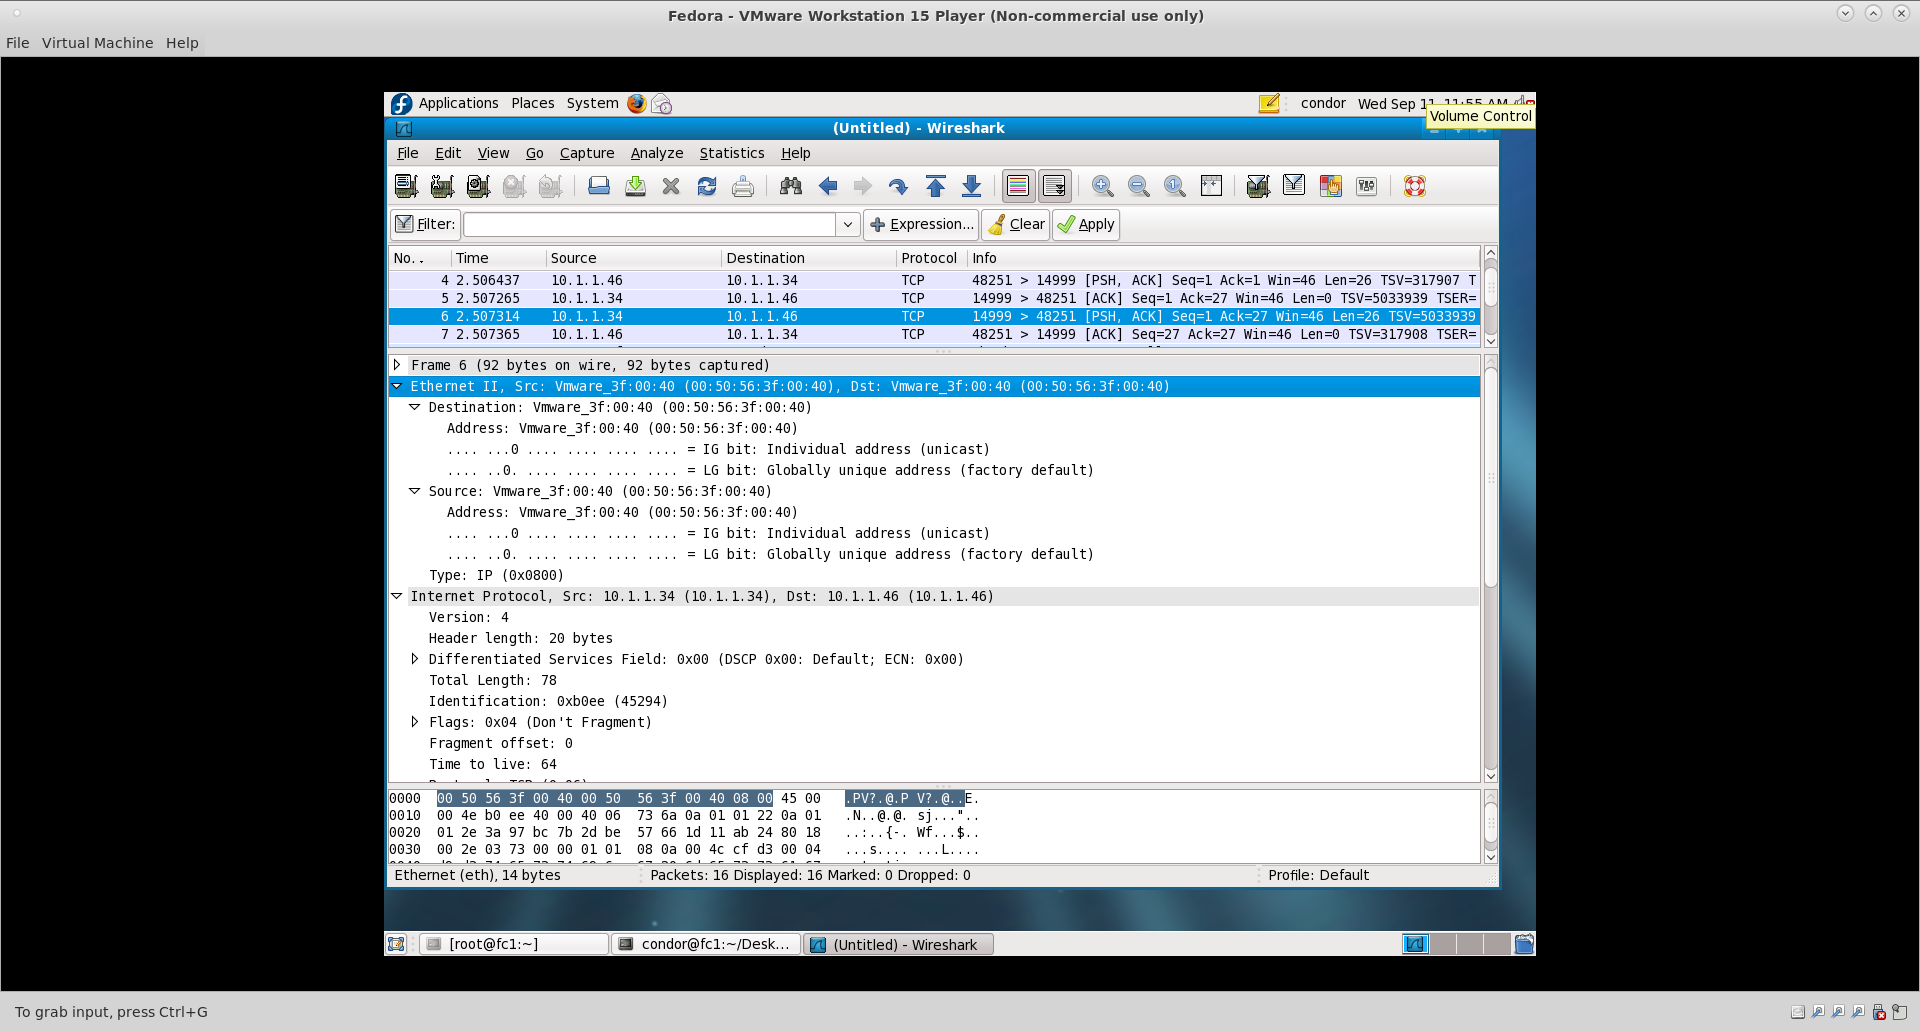 Fedora - VMware Workstation 15 Player (Non-commercial use only)
File Virtual Machine Help
Applications Places System condor Wed Sep 11, 11:55 AM
Volume Control
(Untitled) - Wireshark
File Edit View Go Capture Analyze Statistics Help
Filter: Expression... Clear Apply
No. . Time Source Destination Protocol Info
4 2.506437 10.1.1.46 10.1.1.34 TCP 48251 > 14999 [PSH, ACK] Seq=1 Ack=1 Win=46 Len=26 TSV=317907 T
5 2.507265 10.1.1.34 10.1.1.46 TCP 14999 > 48251 [ACK] Seq=1 Ack=27 Win=46 Len=0 TSV=5033939 TSER=
6 2.507314 10.1.1.34 10.1.1.46 TCP 14999 > 48251 [PSH, ACK] Seq=1 Ack=27 Win=46 Len=26 TSV=5033939
7 2.507365 10.1.1.46 10.1.1.34 TCP 48251 > 14999 [ACK] Seq=27 Ack=27 Win=46 Len=0 TSV=317908 TSER=
Frame 6 (92 bytes on wire, 92 bytes captured)
Ethernet II, Src: Vmware_3f:00:40 (00:50:56:3f:00:40), Dst: Vmware_3f:00:40 (00:50:56:3f:00:40)
Destination: Vmware_3f:00:40 (00:50:56:3f:00:40)
Address: Vmware_3f:00:40 (00:50:56:3f:00:40)
.... ...0 .... .... .... .... = IG bit: Individual address (unicast)
.... ..0. .... .... .... .... = LG bit: Globally unique address (factory default)
Source: Vmware_3f:00:40 (00:50:56:3f:00:40)
Address: Vmware_3f:00:40 (00:50:56:3f:00:40)
.... ...0 .... .... .... .... = IG bit: Individual address (unicast)
.... ..0. .... .... .... .... = LG bit: Globally unique address (factory default)
Type: IP (0x0800)
Internet Protocol, Src: 10.1.1.34 (10.1.1.34), Dst: 10.1.1.46 (10.1.1.46)
Version: 4
Header length: 20 bytes
Differentiated Services Field: 0x00 (DSCP 0x00: Default; ECN: 0x00)
Total Length: 78
Identification: 0xb0ee (45294)
Flags: 0x04 (Don't Fragment)
Fragment offset: 0
Time to live: 64
0000 00 50 56 3f 00 40 00 50 56 3f 00 40 08 00 45 00 .PV?.@.P V?.@..E.
0010 00 4e b0 ee 40 00 40 06 73 6a 0a 01 01 22 0a 01 .N..@.@. sj..."..
0020 01 2e 3a 97 bc 7b 2d be 57 66 1d 11 ab 24 80 18 ..:..{-. Wf...$..
0030 00 2e 03 73 00 00 01 01 08 0a 00 4c cf d3 00 04 ...s.... ...L....
Ethernet (eth), 14 bytes Packets: 16 Displayed: 16 Marked: 0 Dropped: 0 Profile: Default
[root@fc1:~] condor@fc1:~/Desk... (Untitled) - Wireshark
To grab input, press Ctrl+G